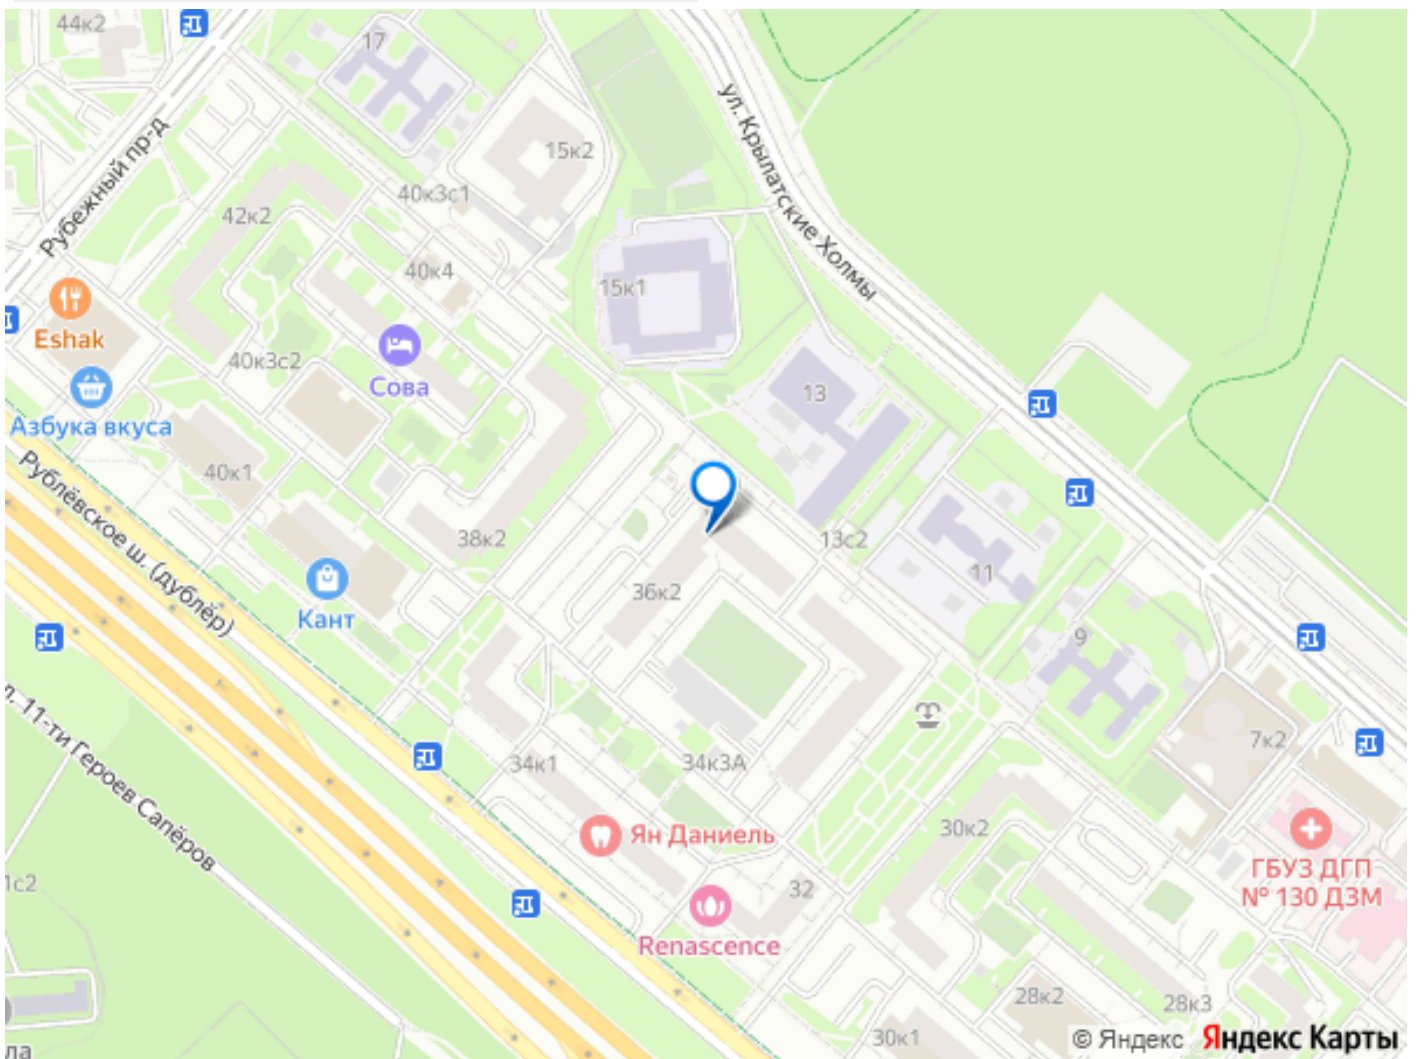 44к2
17
Рубежный пр-д
15к2
40к3с1
42к2
ул. Крылатские Холмы
40к4
15к1
Eshak
40к3с2
Сова
13
Азбука вкуса
40к1
Рублёвское ш. (дублёр)
38к2
13с2
36к2
11
Кант
9
7к2
34к1
34к3А
л. 11-ти Героев Сапёров
Ян Даниель
30к2
ГБУЗ ДГП
№ 130 ДЗМ
1с2
32
Renascence
28к2
28к3
30к1
ла
© Яндекс Яндекс Карты